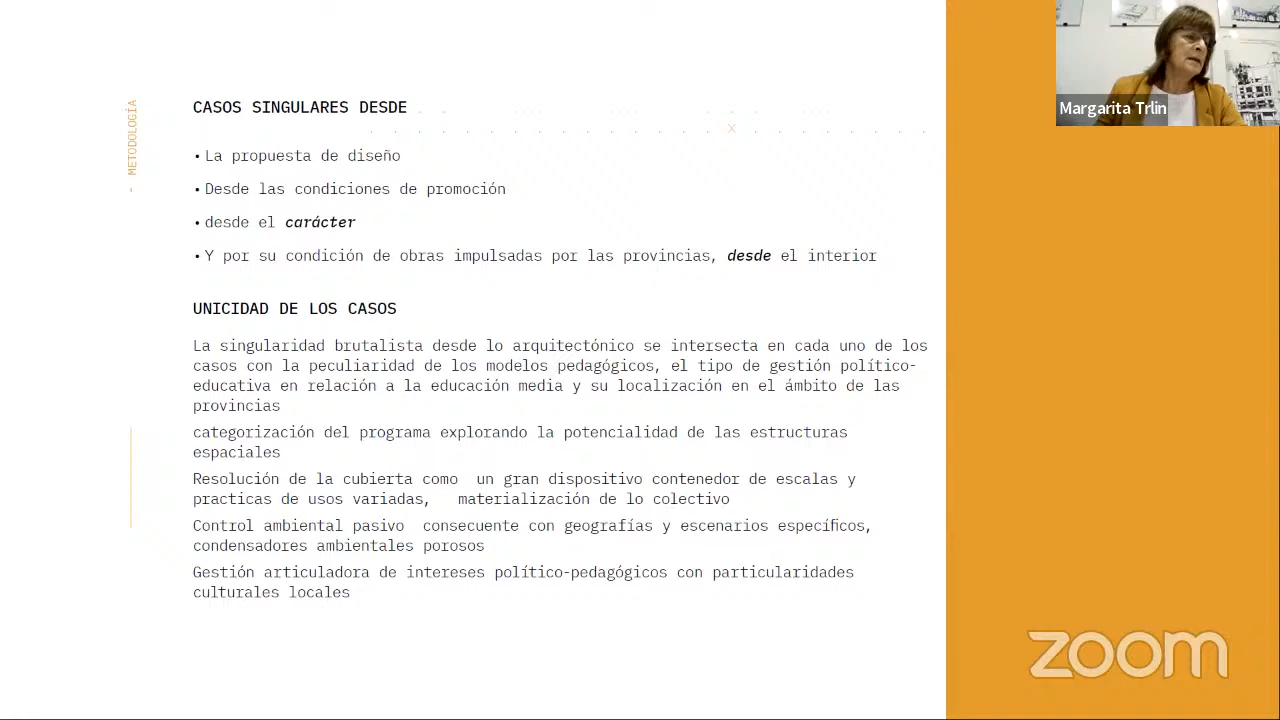 - METODOLOGÍA
CASOS SINGULARES DESDE
• La propuesta de diseño
• Desde las condiciones de promoción
• desde el carácter
• Y por su condición de obras impulsadas por las provincias, desde el interior
UNICIDAD DE LOS CASOS
La singularidad brutalista desde lo arquitectónico se intersecta en cada uno de los
casos con la peculiaridad de los modelos pedagógicos, el tipo de gestión político-
educativa en relación a la educación media y su localización en el ámbito de las
provincias
categorización del programa explorando la potencialidad de las estructuras
espaciales
Resolución de la cubierta como un gran dispositivo contenedor de escalas y
practicas de usos variadas, materialización de lo colectivo
Control ambiental pasivo consecuente con geografías y escenarios específicos,
condensadores ambientales porosos
Gestión articuladora de intereses político-pedagógicos con particularidades
culturales locales
Margarita Trlin
zoom